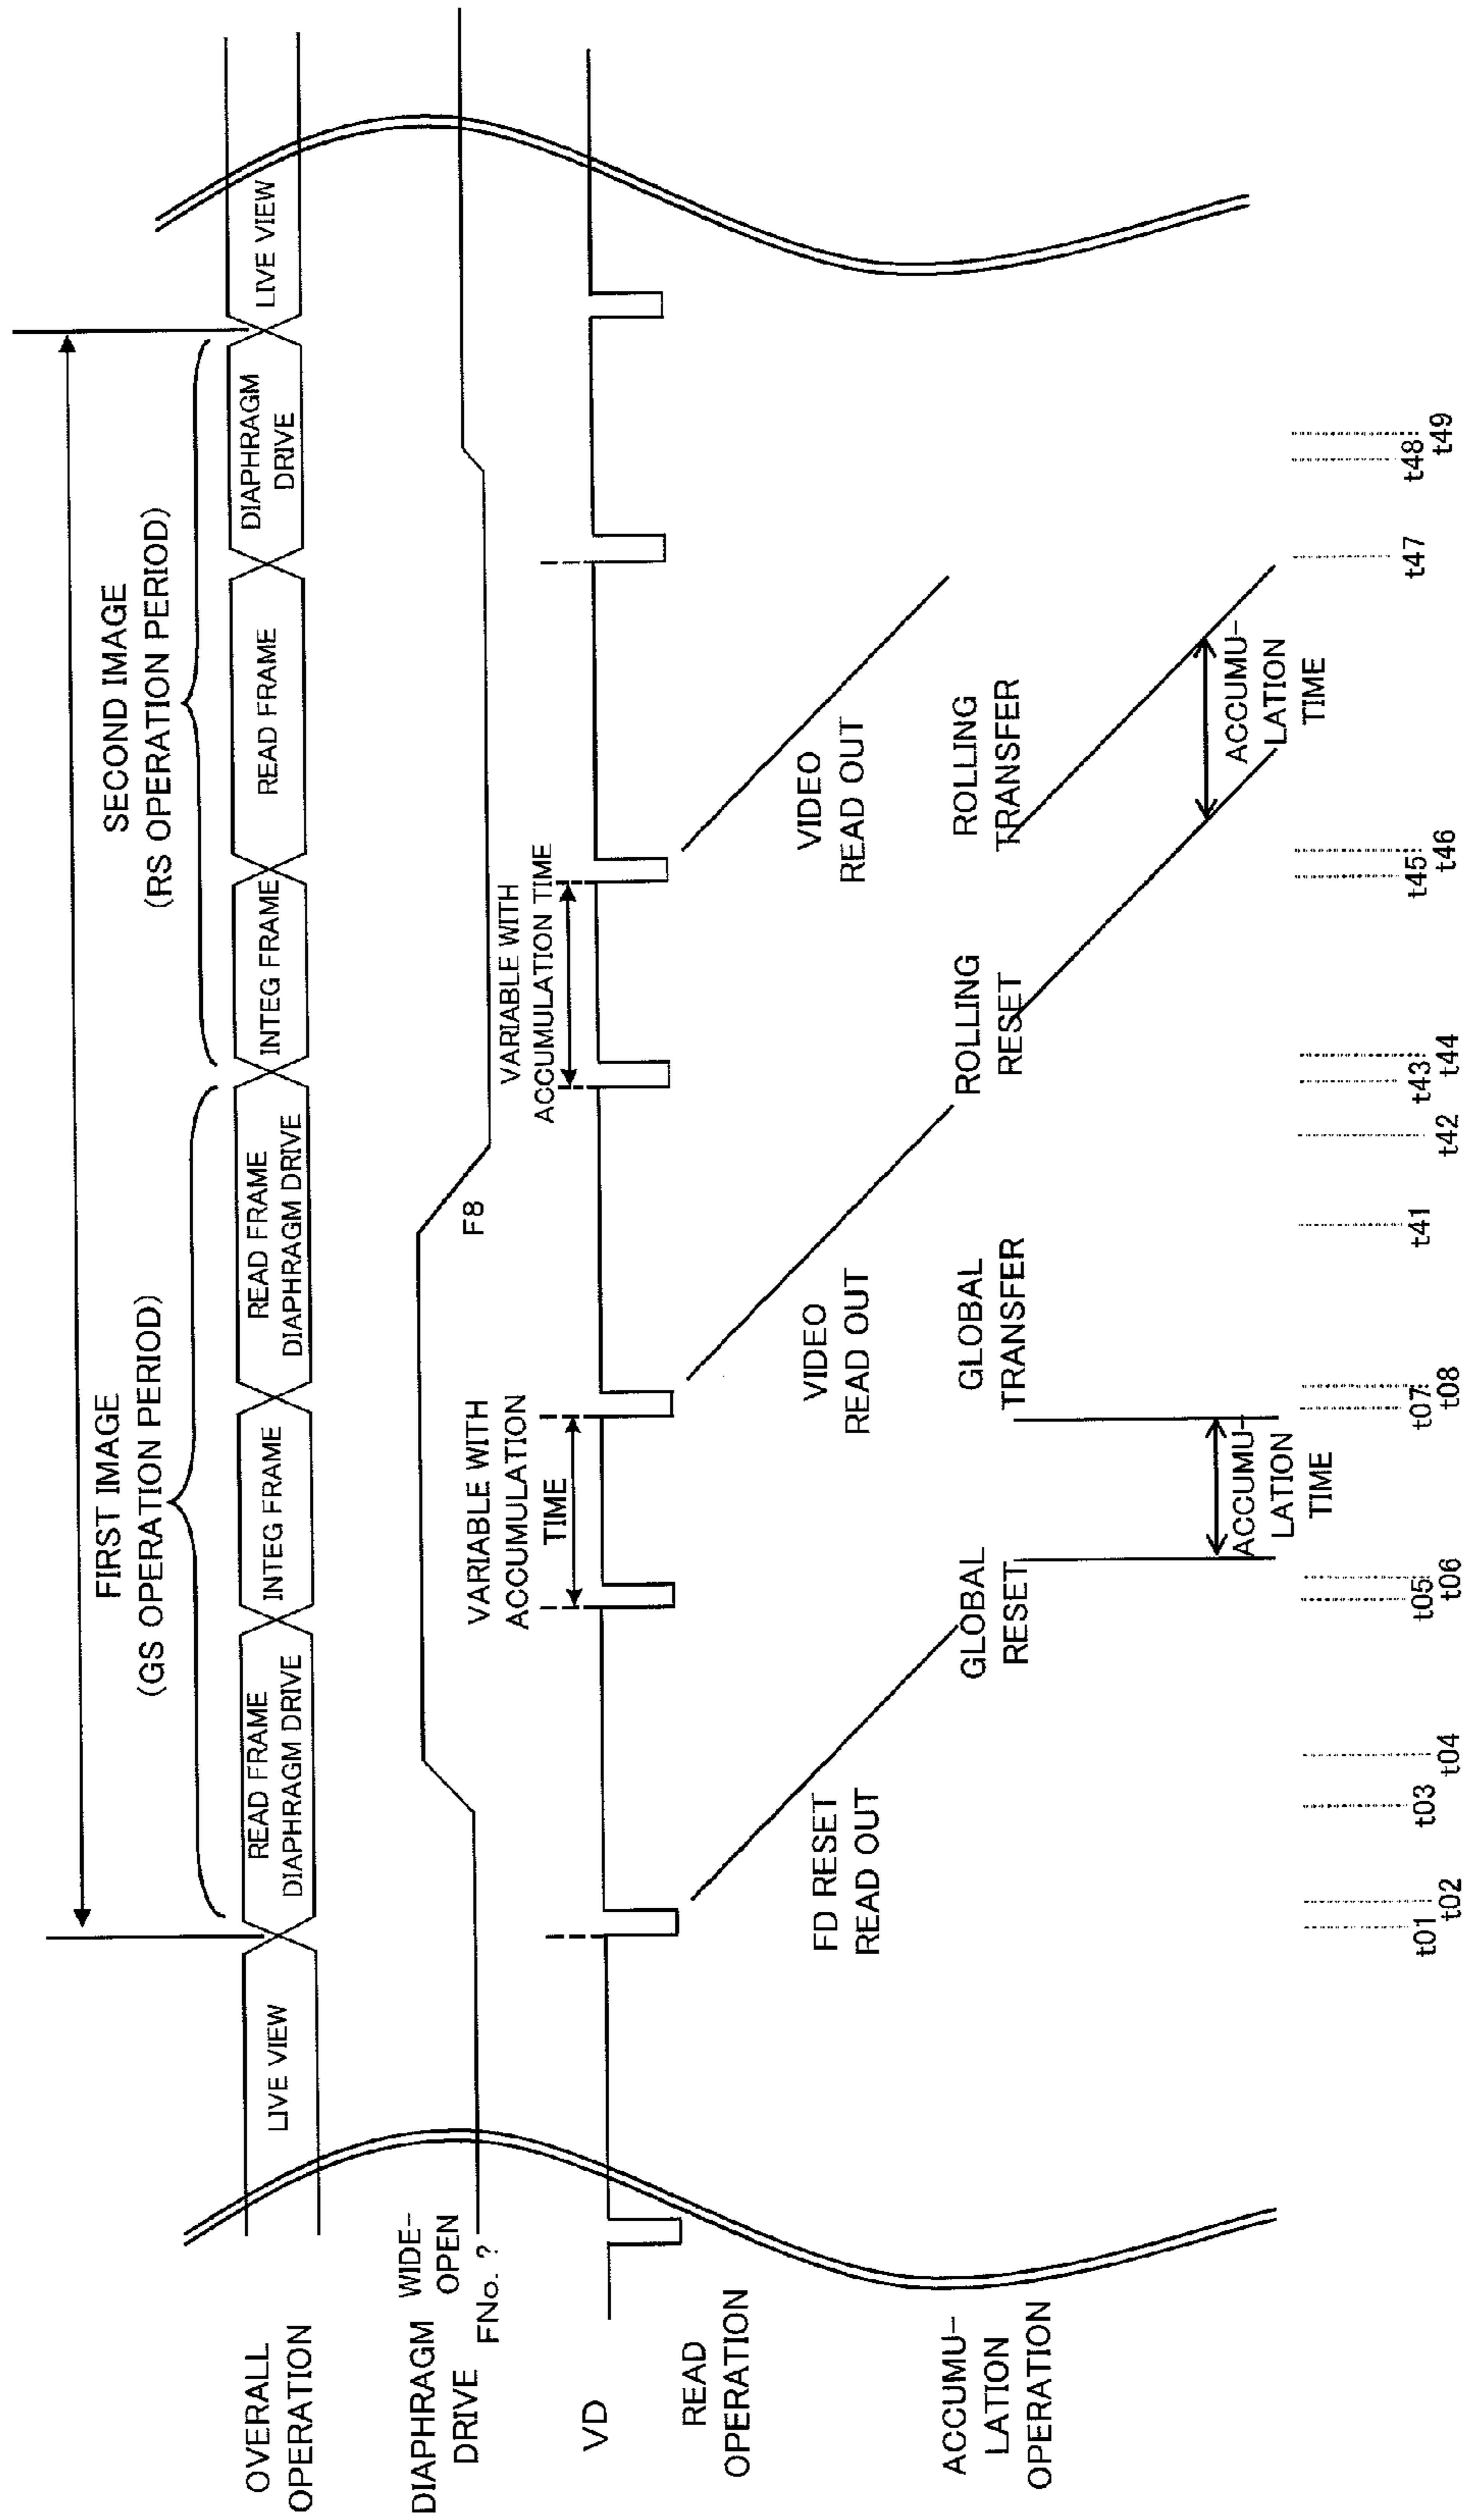 FIRST IMAGE
(GS OPERATION PERIOD)
SECOND IMAGE
(RS OPERATION PERIOD)
OVERALL
OPERATION
LIVE VIEW
READ FRAME
DIAPHRAGM DRIVE
INTEG FRAME
READ FRAME
DIAPHRAGM DRIVE
INTEG FRAME
READ FRAME
DIAPHRAGM
DRIVE
LIVE VIEW
DIAPHRAGM
DRIVE
WIDE-
OPEN
FNo. ?
F8
VD
VARIABLE WITH
ACCUMULATION
TIME
VARIABLE WITH
ACCUMULATION TIME
READ
OPERATION
FD RESET
READ OUT
VIDEO
READ OUT
VIDEO
READ OUT
ACCUMU-
LATION
OPERATION
GLOBAL
RESET
GLOBAL
TRANSFER
ROLLING
RESET
ROLLING
TRANSFER
ACCUMU-
LATION
TIME
ACCUMU-
LATION
TIME
t01
t02
t03
t04
t05
t06
t07
t08
t41
t42
t43
t44
t45
t46
t47
t48
t49